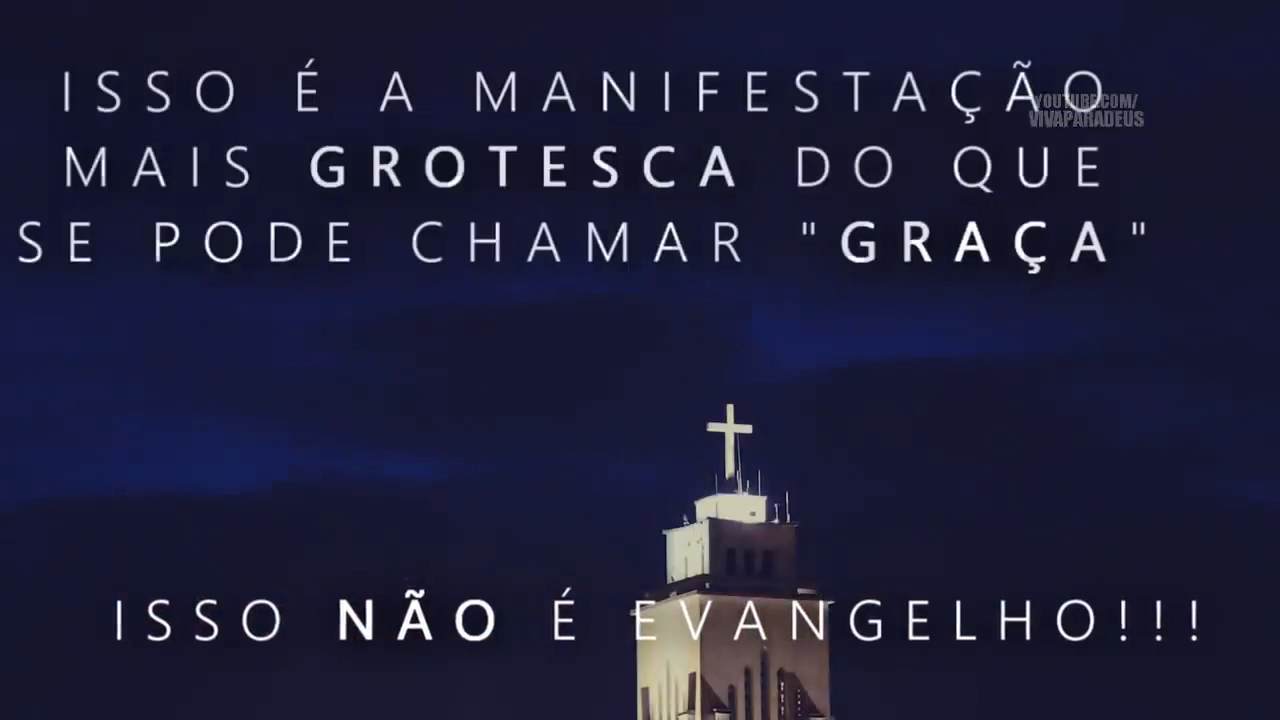 ISSO É A MANIFESTAÇÃO
YOUTUBE.COM/
VIVAPARADEUS
MAIS GROTESCA DO QUE
SE PODE CHAMAR "GRAÇA"
ISSO NÃO É EVANGELHO!!!